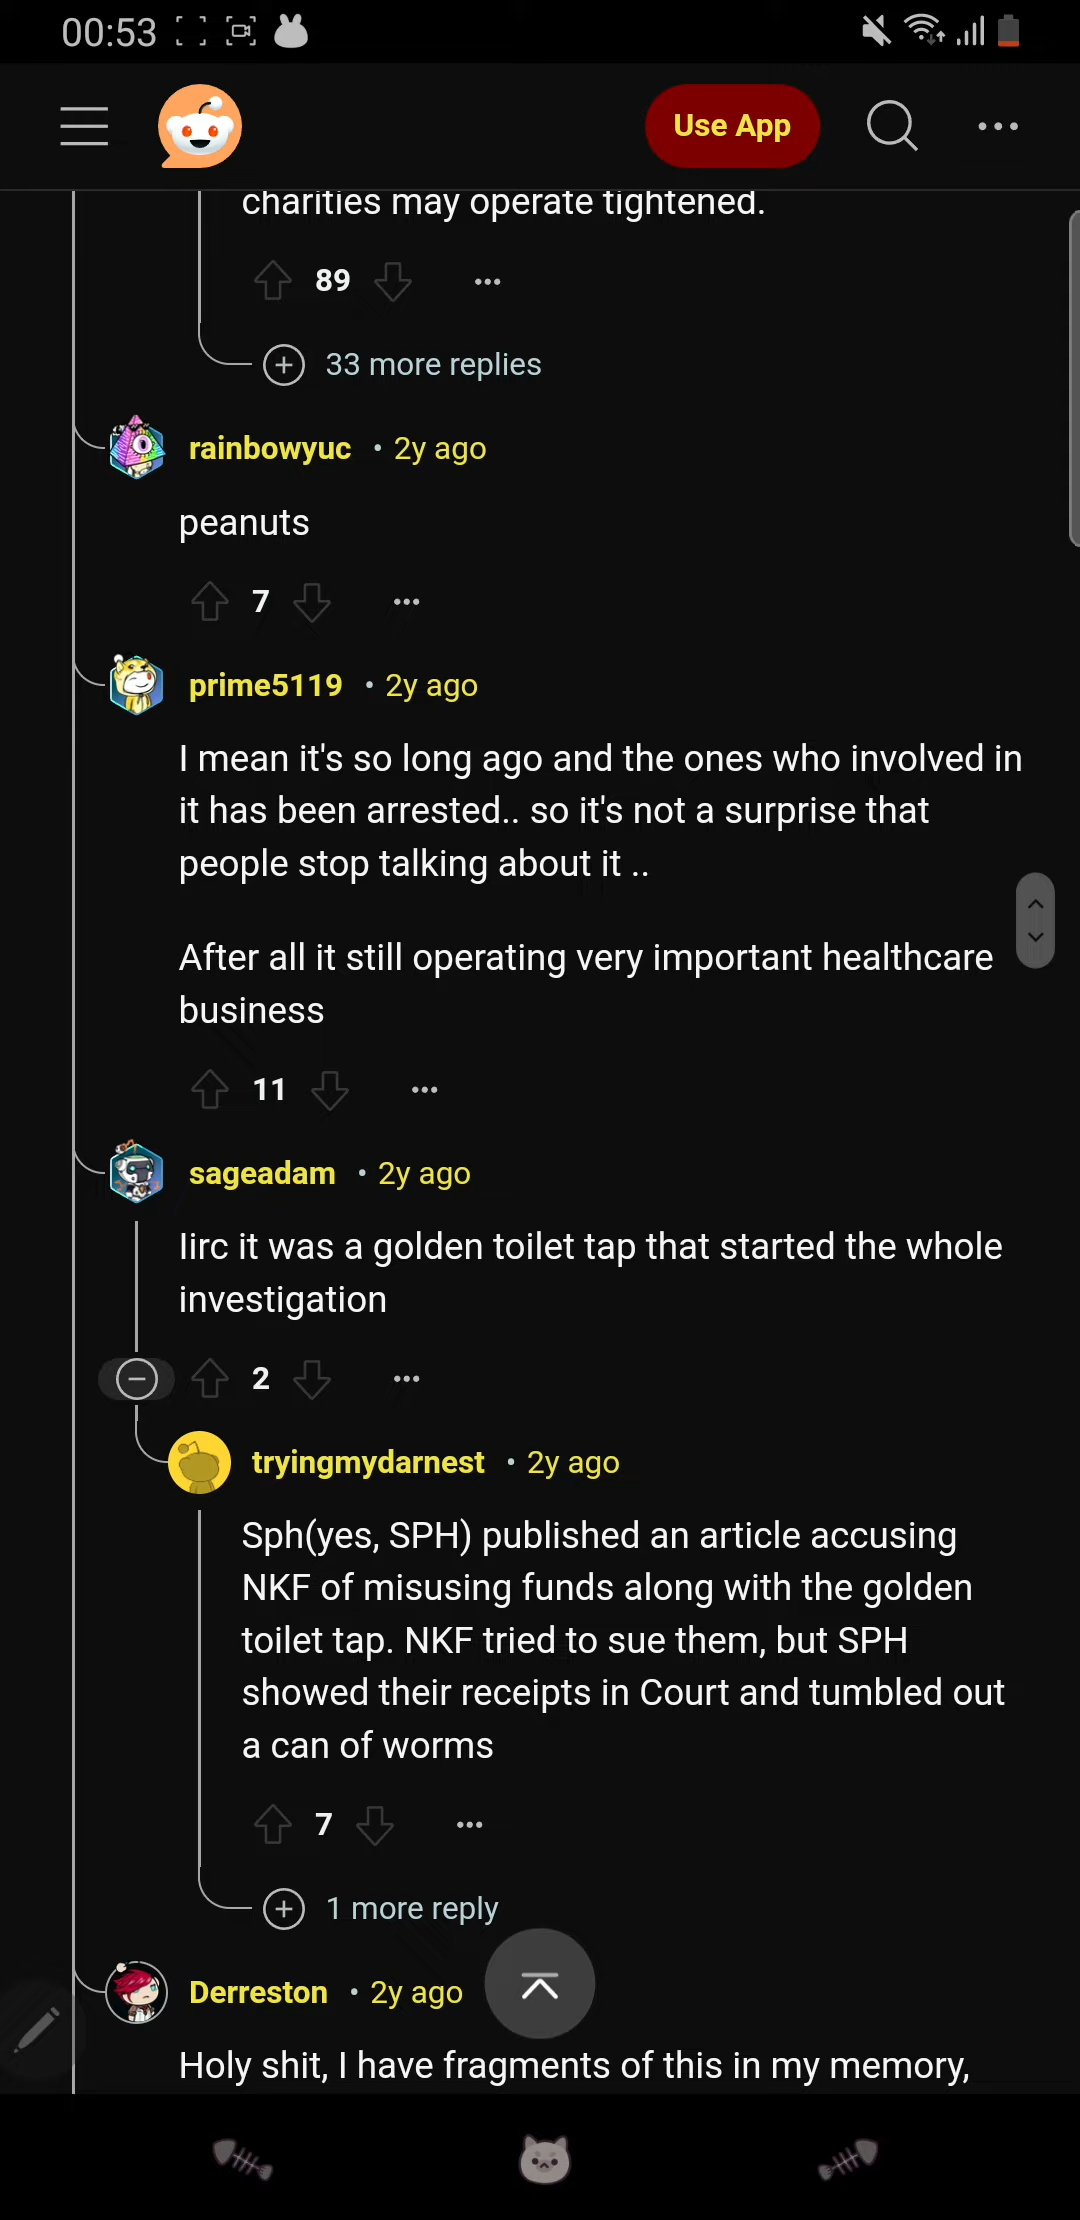 00:53
Use App
charities may operate tightened.
89
33 more replies
rainbowyuc • 2y ago
peanuts
7
prime5119 • 2y ago
I mean it's so long ago and the ones who involved in
it has been arrested.. so it's not a surprise that
people stop talking about it ..
After all it still operating very important healthcare
business
11
sageadam • 2y ago
Iirc it was a golden toilet tap that started the whole
investigation
2
tryingmydarnest • 2y ago
Sph(yes, SPH) published an article accusing
NKF of misusing funds along with the golden
toilet tap. NKF tried to sue them, but SPH
showed their receipts in Court and tumbled out
a can of worms
7
1 more reply
Derreston • 2y ago
Holy shit, I have fragments of this in my memory,